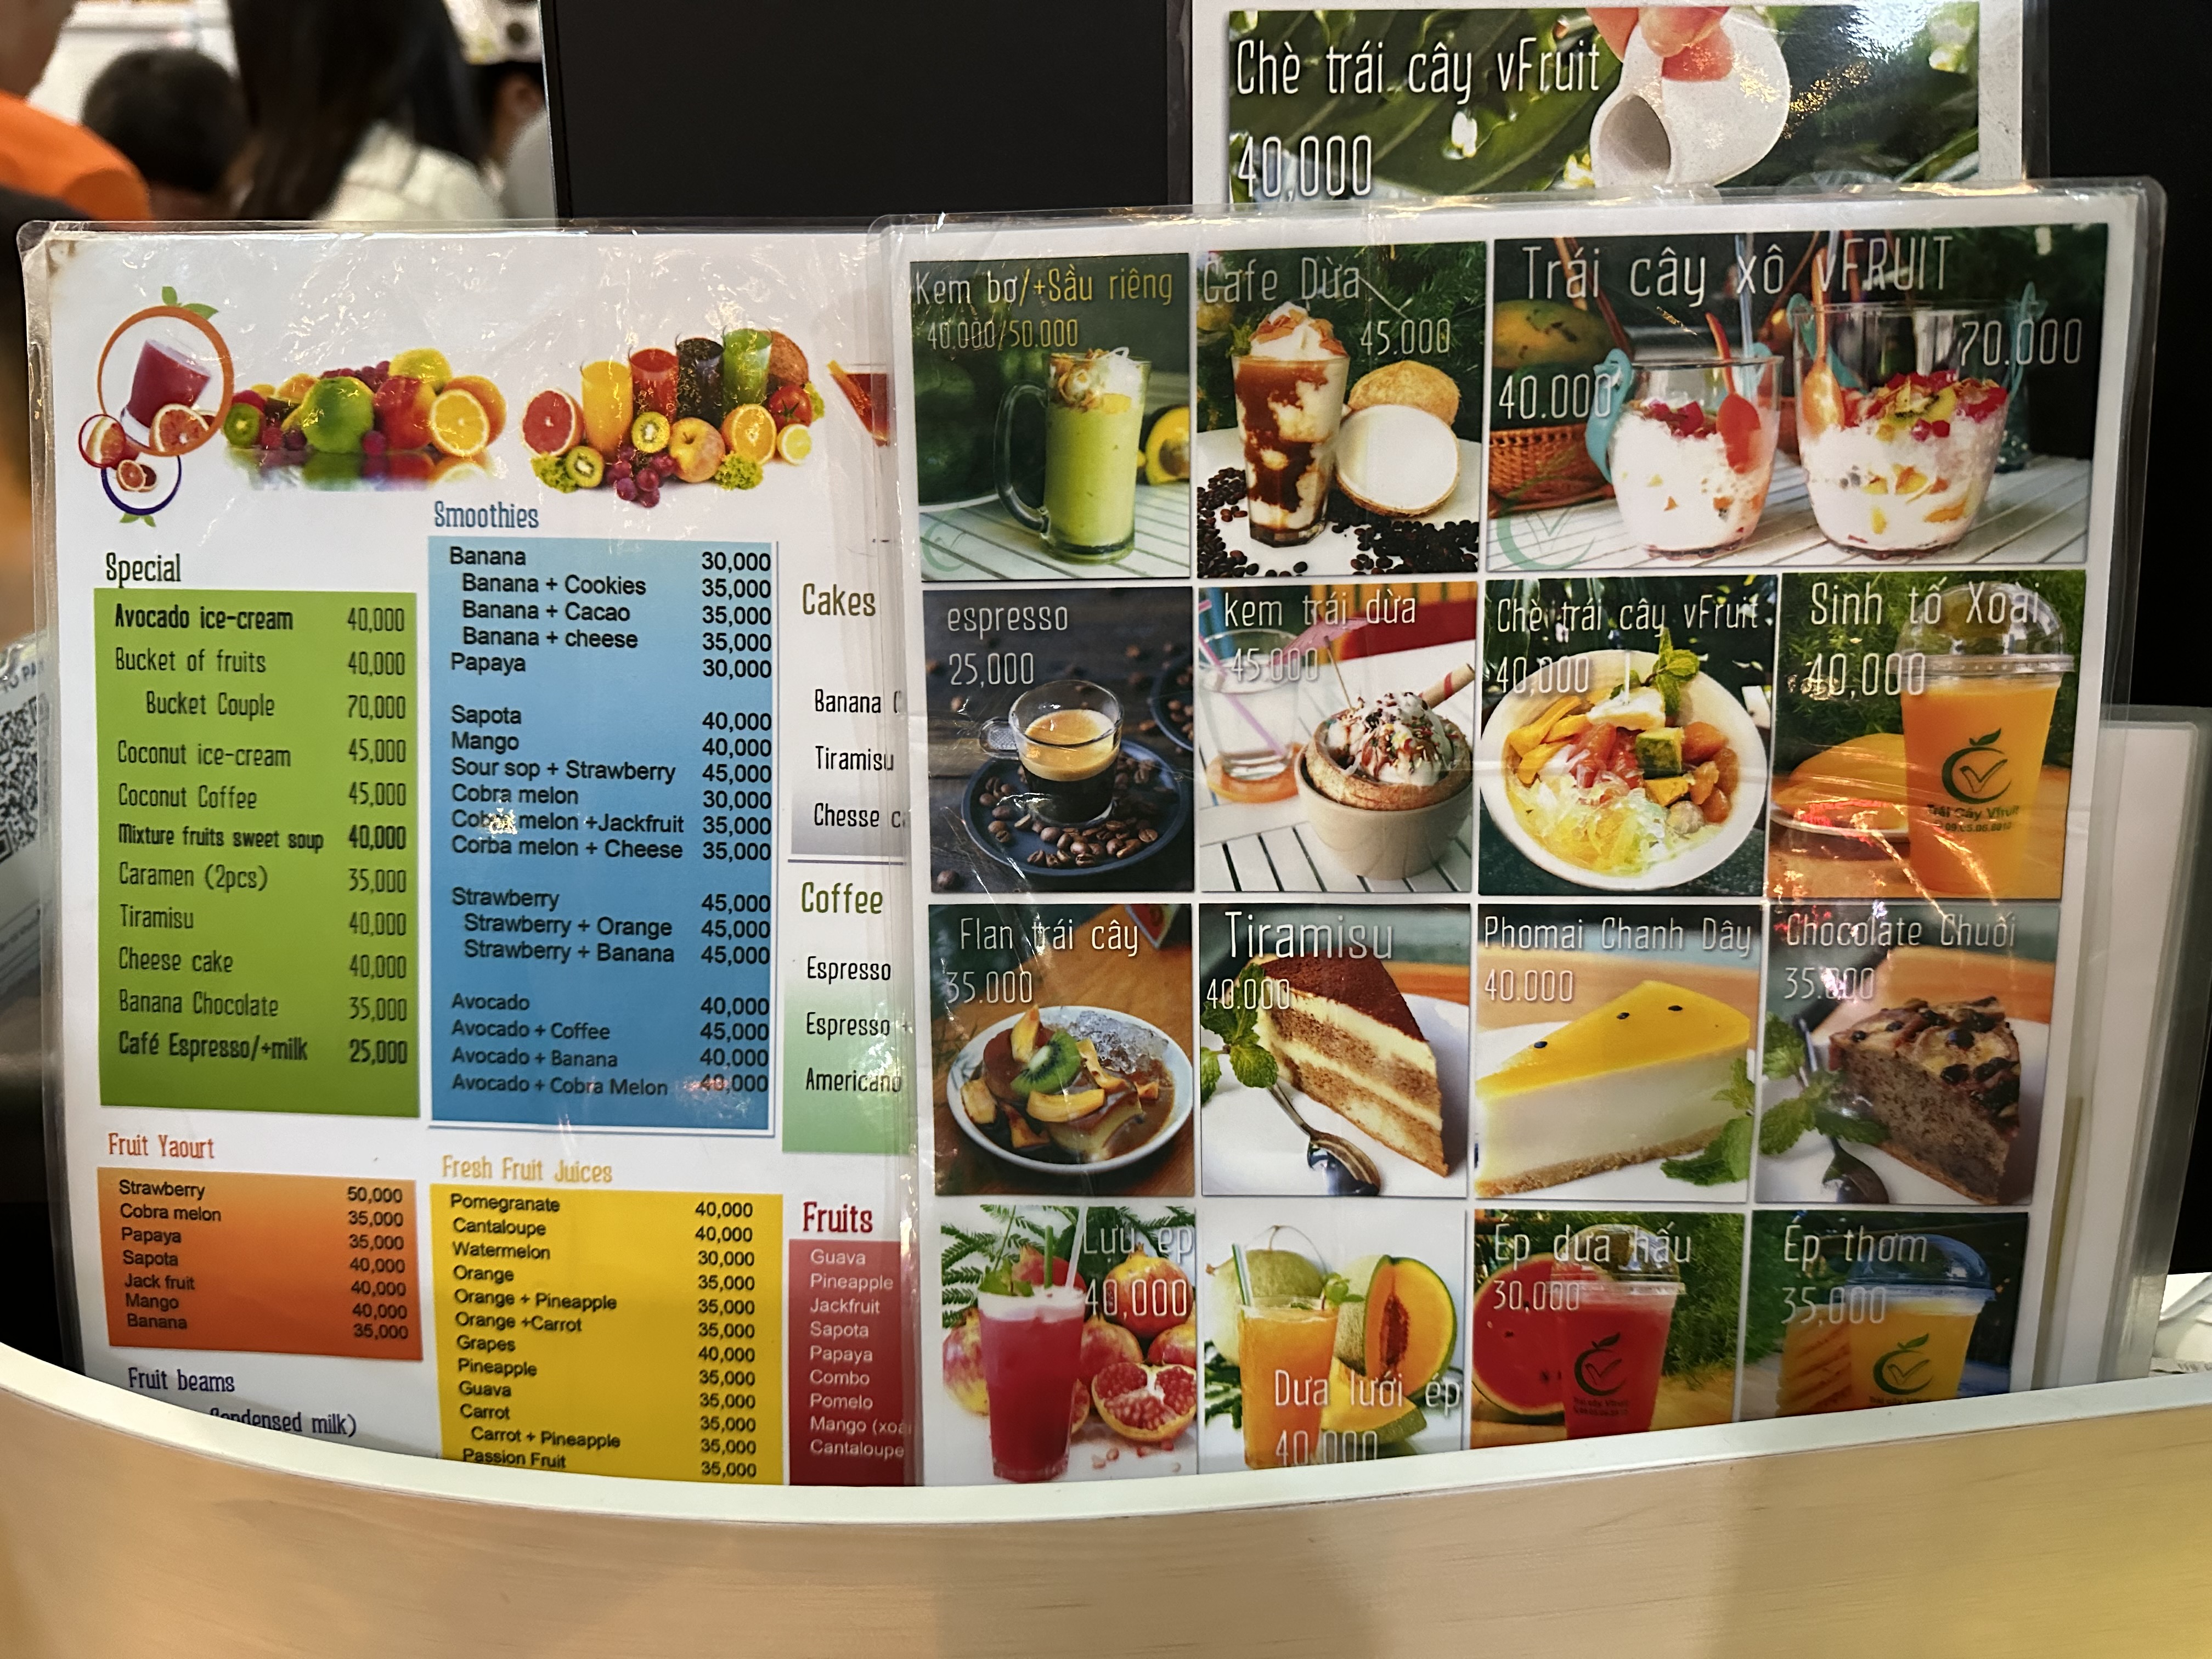 Chè trái cây vFruit
40,000
Special
Avocado ice-cream 40,000
Bucket of fruits 40,000
Bucket Couple 70,000
Coconut ice-cream 45,000
Coconut Coffee 45,000
Mixture fruits sweet soup 40,000
Caramen (2pcs) 35,000
Tiramisu 40,000
Cheese cake 40,000
Banana Chocolate 35,000
Café Espresso/+milk 25,000
Fruit Yaourt
Strawberry 50,000
Cobra melon 35,000
Papaya 35,000
Sapota 40,000
Jack fruit 40,000
Mango 40,000
Banana 35,000
Fruit beams
Condensed milk)
Smoothies
Banana 30,000
Banana + Cookies 35,000
Banana + Cacao 35,000
Banana + cheese 35,000
Papaya 30,000
Sapota 40,000
Mango 40,000
Sour sop + Strawberry 45,000
Cobra melon 30,000
Cobra melon +Jackfruit 35,000
Corba melon + Cheese 35,000
Strawberry 45,000
Strawberry + Orange 45,000
Strawberry + Banana 45,000
Avocado 40,000
Avocado + Coffee 45,000
Avocado + Banana 40,000
Avocado + Cobra Melon 40,000
Fresh Fruit Juices
Pomegranate 40,000
Cantaloupe 40,000
Watermelon 30,000
Orange 35,000
Orange + Pineapple 35,000
Orange +Carrot 35,000
Grapes 40,000
Pineapple 35,000
Guava 35,000
Carrot 35,000
Carrot + Pineapple 35,000
Passion Fruit 35,000
Cakes
Banana
Tiramisu
Chesse
Coffee
Espresso
Espresso
Americano
Fruits
Guava
Pineapple
Jackfruit
Sapota
Papaya
Combo
Pomelo
Mango (xoà
Cantaloupe
Kem bơ/+Sầu riêng
40.000/50.000
Cafe Dừa
45.000
Trái cây xô vFRUIT
40.000
70.000
espresso
25,000
kem trái dừa
45.000
Chè trái cây vFruit
40,000
Sinh tố Xoài
40,000
Trái Cây Vfruit
Flan trái cây
35.000
Tiramisu
40.000
Phomai Chanh Dây
40.000
Chocolate Chuối
35.000
Lựu ép
40,000
Dưa lưới ép
40.000
Ép dưa hấu
30,000
Ép thơm
35,000